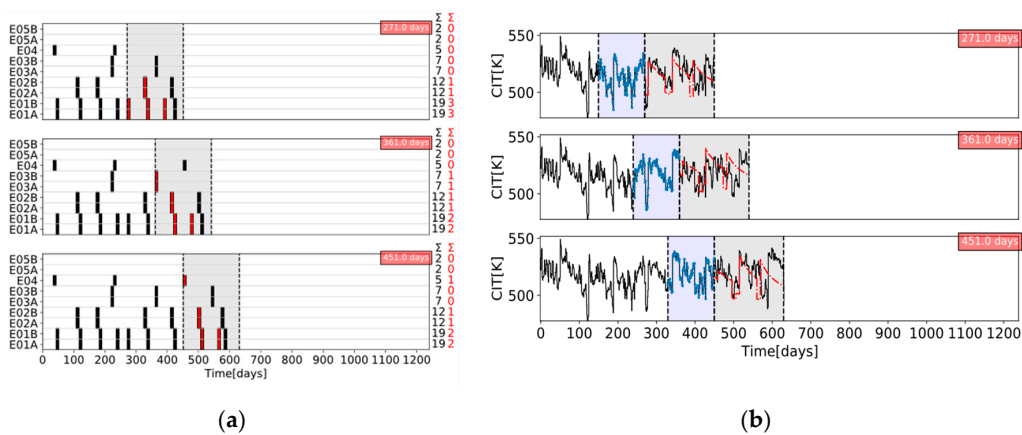 Σ Σ
271.0 days
E05B 2 0
E05A 2 0
E04 5 0
E03B 7 0
E03A 7 0
E02B 12 1
E02A 12 1
E01B 19 3
E01A 19 3
Σ Σ
361.0 days
E05B 2 0
E05A 2 0
E04 5 0
E03B 7 1
E03A 7 1
E02B 12 1
E02A 12 1
E01B 19 2
E01A 19 2
Σ Σ
451.0 days
E05B 2 0
E05A 2 0
E04 5 1
E03B 7 0
E03A 7 0
E02B 12 1
E02A 12 1
E01B 19 2
E01A 19 2
0 100 200 300 400 500 600 700 800 900 1000 1200
Time[days]
(a)
550
271.0 days
CIT[K]
500
550
361.0 days
CIT[K]
500
550
451.0 days
CIT[K]
500
0 100 200 300 400 500 600 700 800 900 1000 1200
Time[days]
(b)